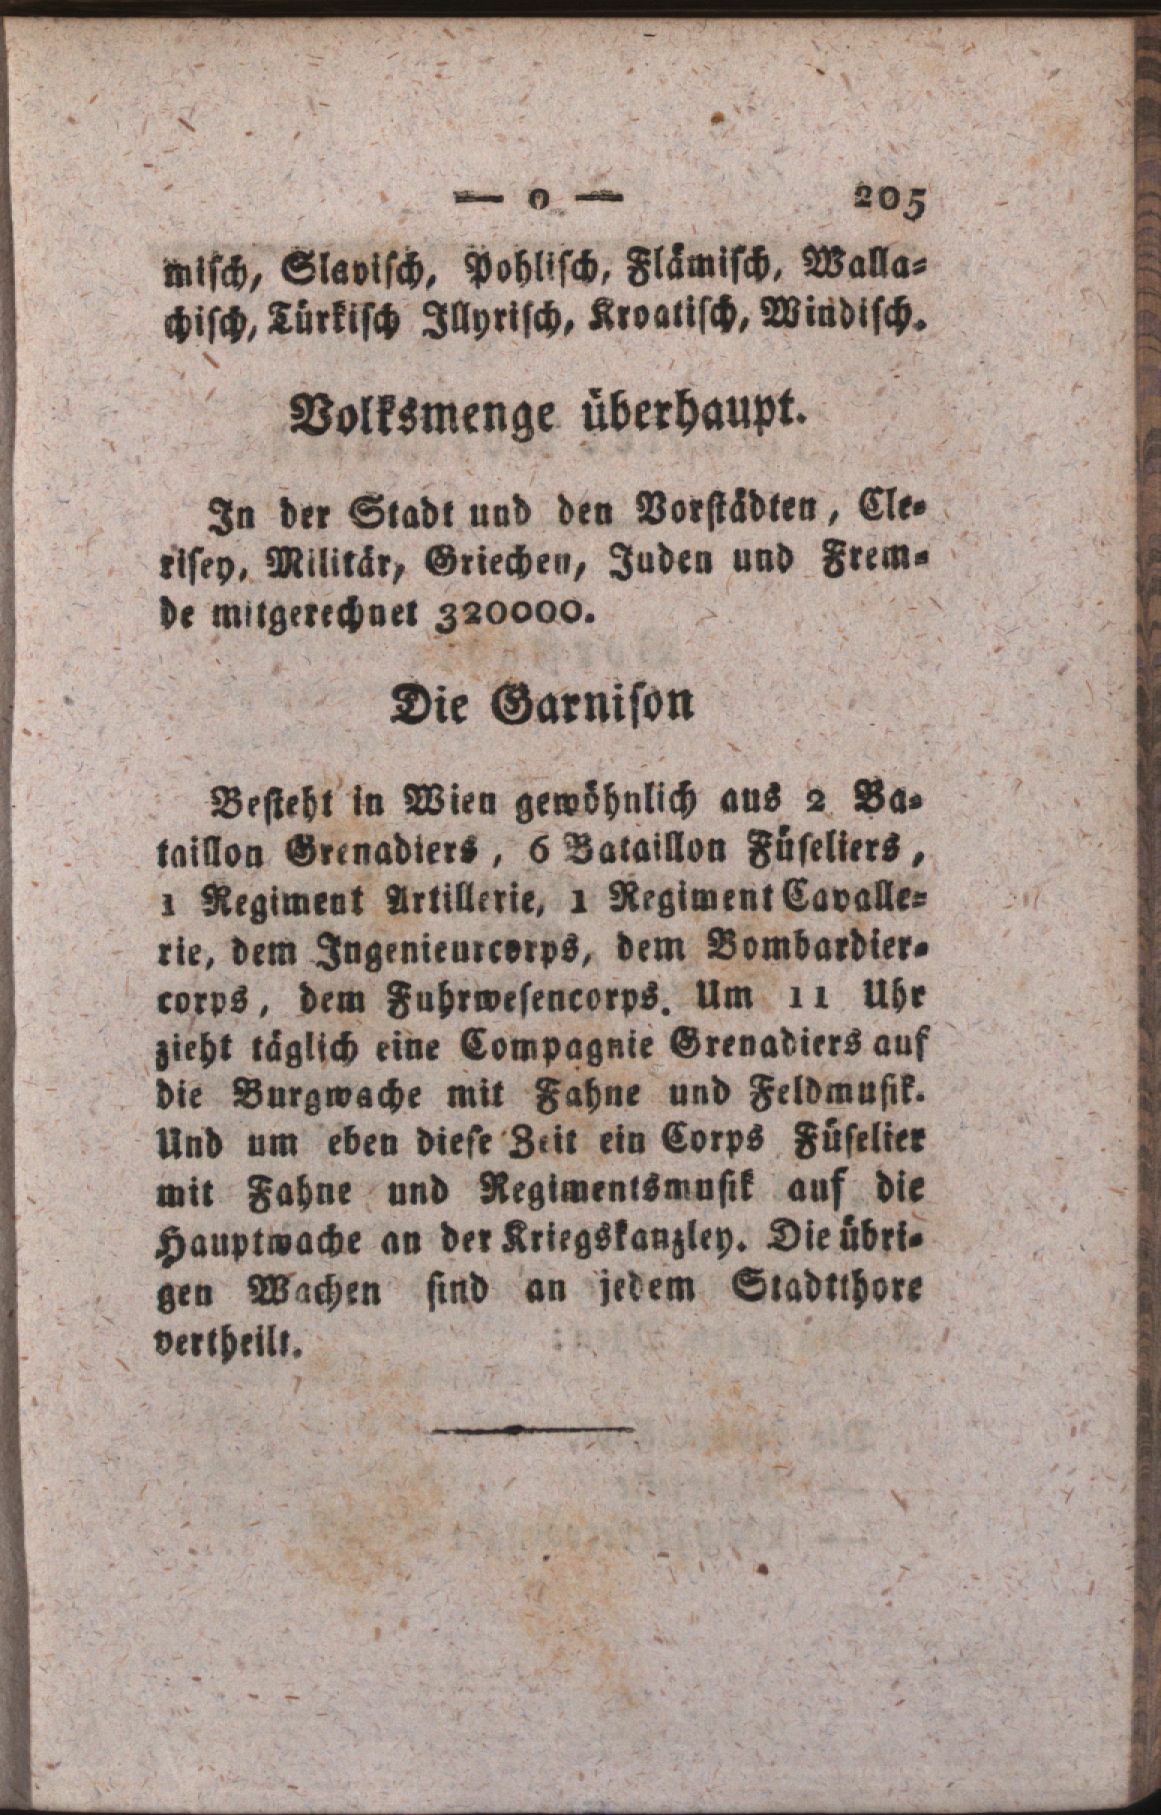 — o — 205
misch, Slavisch, Pohlisch, Flämisch, Walla-
chisch, Türkisch Illyrisch, Kroatisch, Windisch.
Volksmenge überhaupt.
In der Stadt und den Vorstädten, Cle-
risey, Militär, Griechen, Juden und Frem-
de mitgerechnet 320000.
Die Garnison
Besteht in Wien gewöhnlich aus 2 Ba-
taillon Grenadiers, 6 Bataillon Füseliers,
1 Regiment Artillerie, 1 Regiment Cavalle-
rie, dem Ingenieurcorps, dem Bombardier-
corps, dem Fuhrwesencorps. Um 11 Uhr
zieht täglich eine Compagnie Grenadiers auf
die Burgwache mit Fahne und Feldmusik.
Und um eben diese Zeit ein Corps Füselier
mit Fahne und Regimentsmusik auf die
Hauptwache an der Kriegskanzley. Die übri-
gen Wachen sind an jedem Stadtthore
vertheilt.